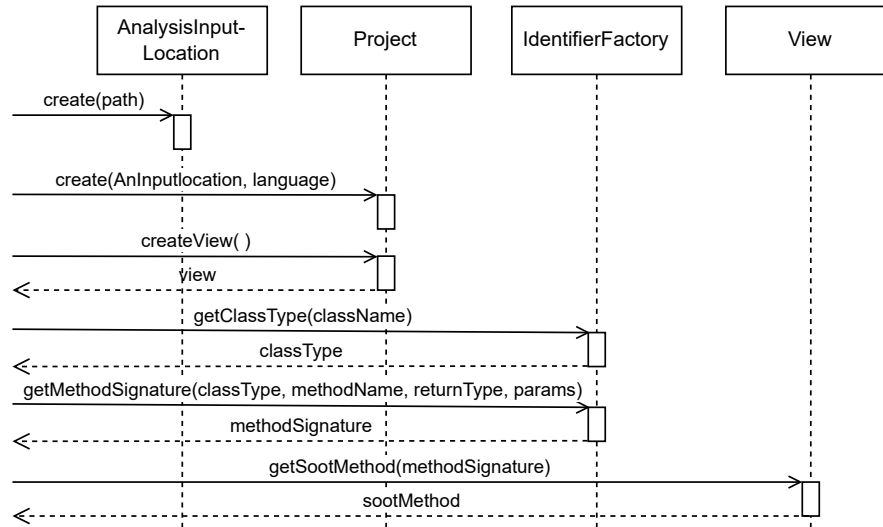 AnalysisInput-
Location
Project
IdentifierFactory
View
create(path)
create(AnInputlocation, language)
createView( )
view
getClassType(className)
classType
getMethodSignature(classType, methodName, returnType, params)
methodSignature
getSootMethod(methodSignature)
sootMethod